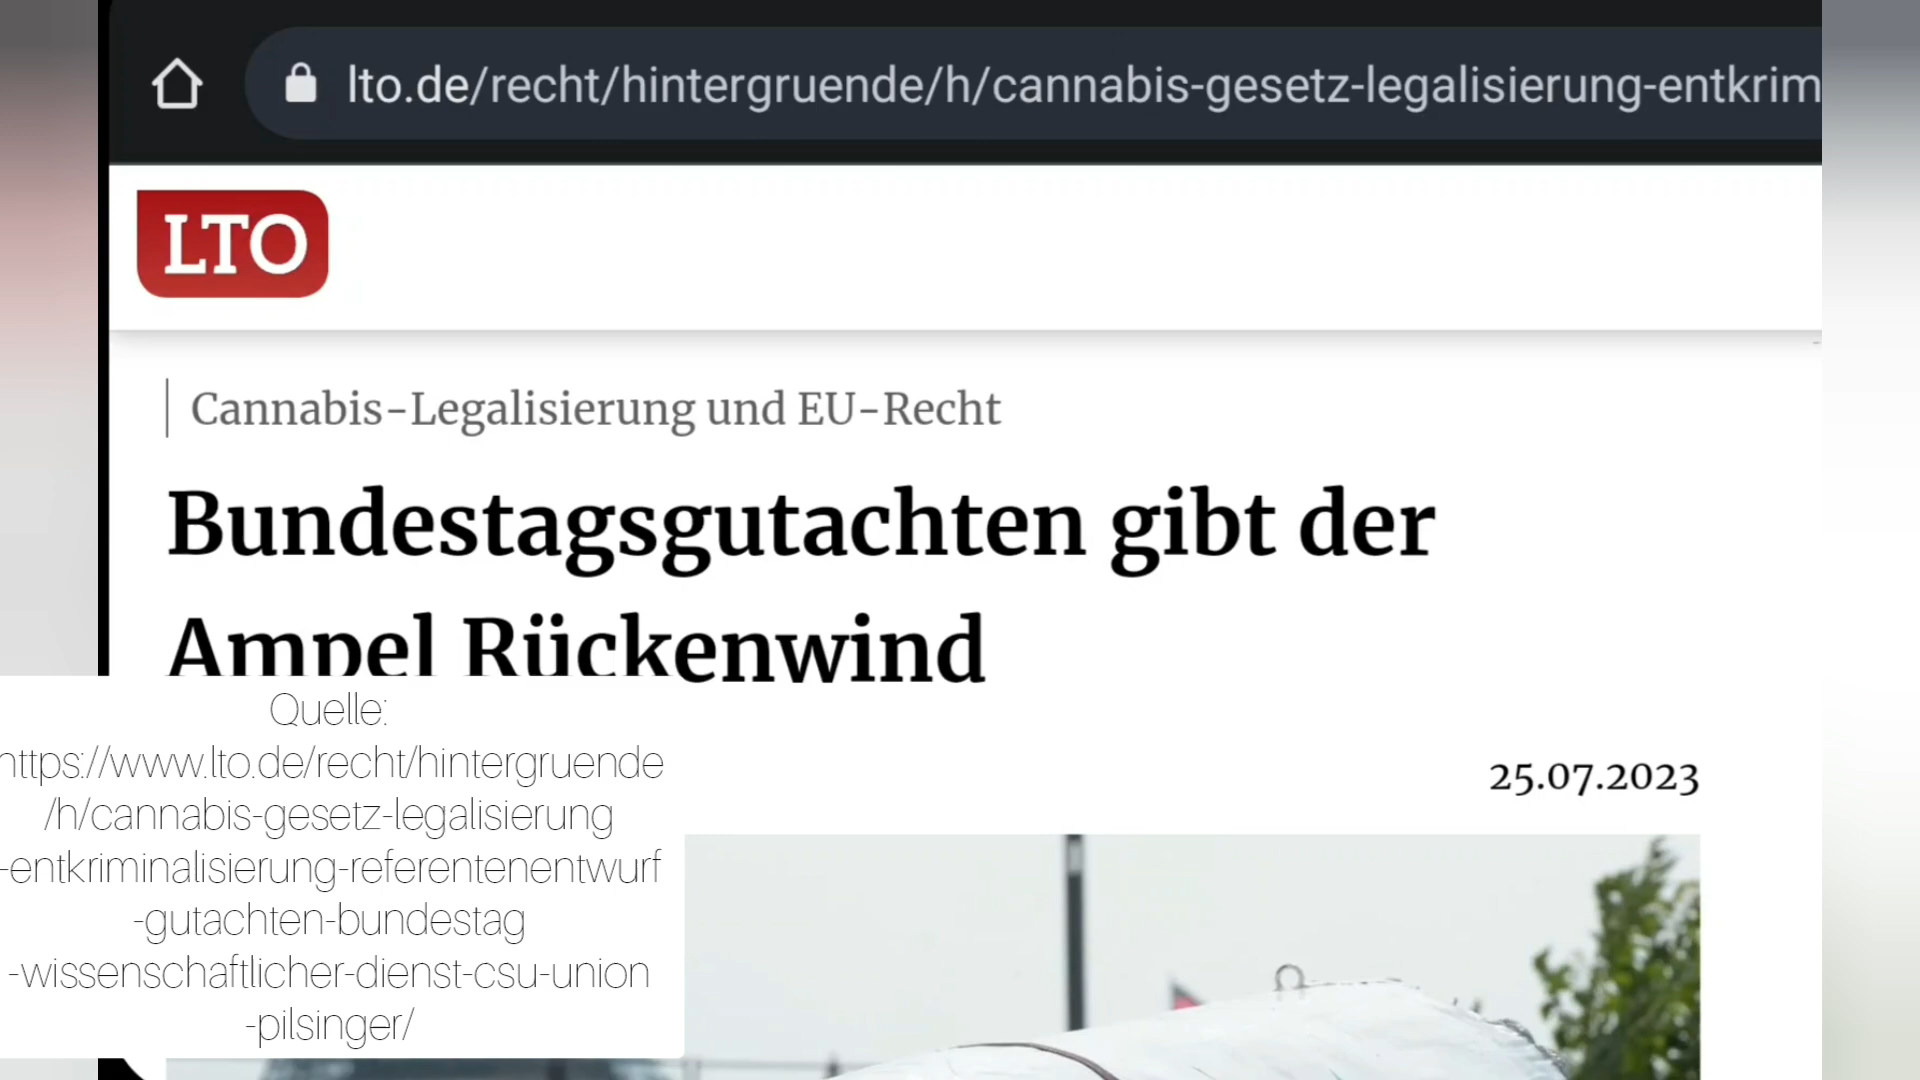 lto.de/recht/hintergruende/h/cannabis-gesetz-legalisierung-entkrim
LTO
Cannabis-Legalisierung und EU-Recht
Bundestagsgutachten gibt der
Ampel Rückenwind
25.07.2023
Quelle:
https://www.lto.de/recht/hintergruende
/h/cannabis-gesetz-legalisierung
-entkriminalisierung-referentenentwurf
-gutachten-bundestag
-wissenschaftlicher-dienst-csu-union
-pilsinger/